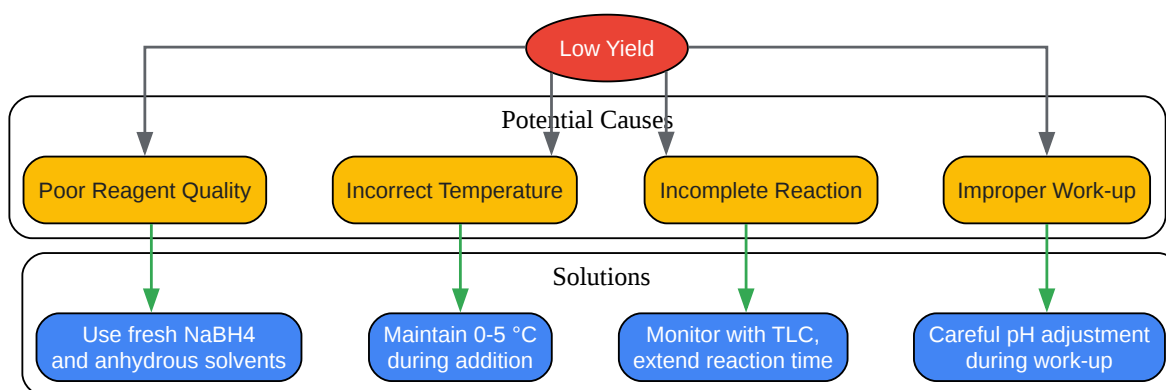 Low Yield
Potential Causes
Poor Reagent Quality
Incorrect Temperature
Incomplete Reaction
Improper Work-up
Solutions
Use fresh NaBH4
and anhydrous solvents
Maintain 0-5 °C
during addition
Monitor with TLC,
extend reaction time
Careful pH adjustment
during work-up